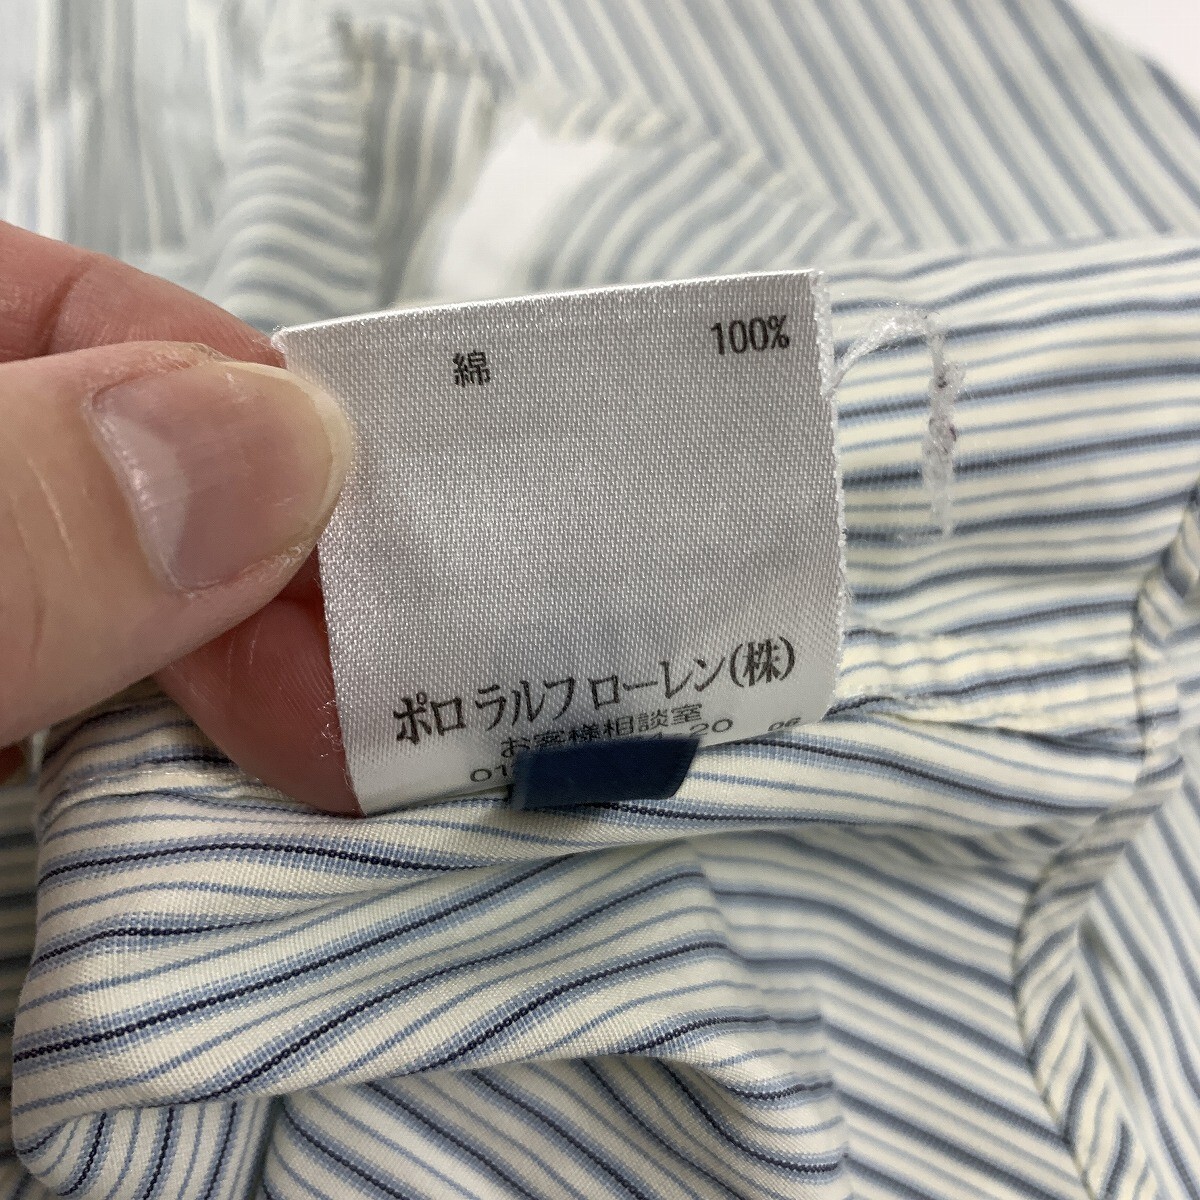 綿 100%
ポロ ラルフ ローレン(株)
お客様相談室